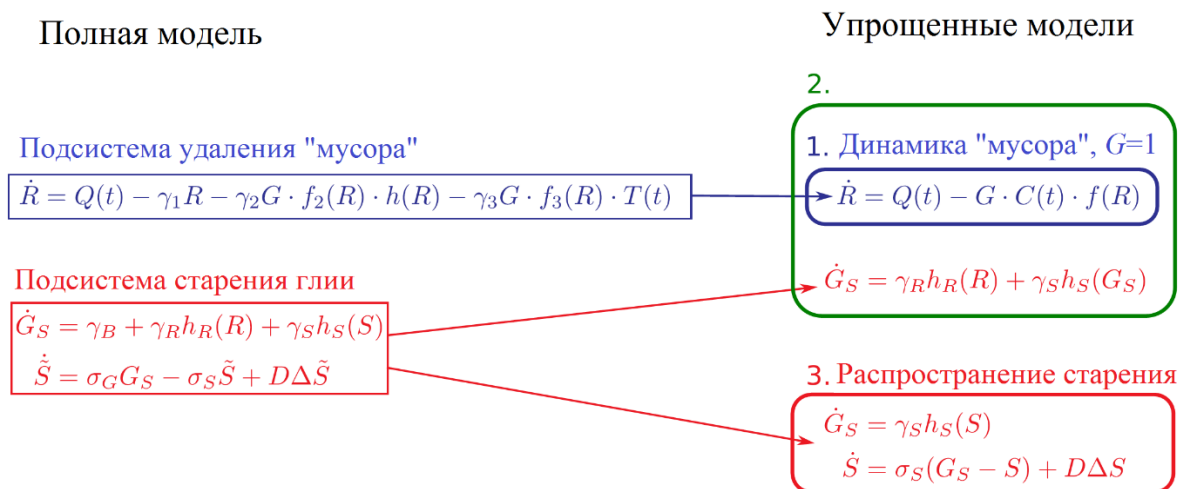 Полная модель
Упрощенные модели
2.
Подсистема удаления "мусора"
Ṙ = Q(t) − γ₁R − γ₂G · f₂(R) · h(R) − γ₃G · f₃(R) · T(t)
1. Динамика "мусора", G=1
Ṙ = Q(t) − G · C(t) · f(R)
Подсистема старения глии
Ġ_S = γ_B + γ_R h_R(R) + γ_S h_S(S)
\dot{\tilde{S}} = σ_G G_S − σ_S S̃ + DΔS̃
Ġ_S = γ_R h_R(R) + γ_S h_S(G_S)
3. Распространение старения
Ġ_S = γ_S h_S(S)
Ṡ = σ_S(G_S − S) + DΔS